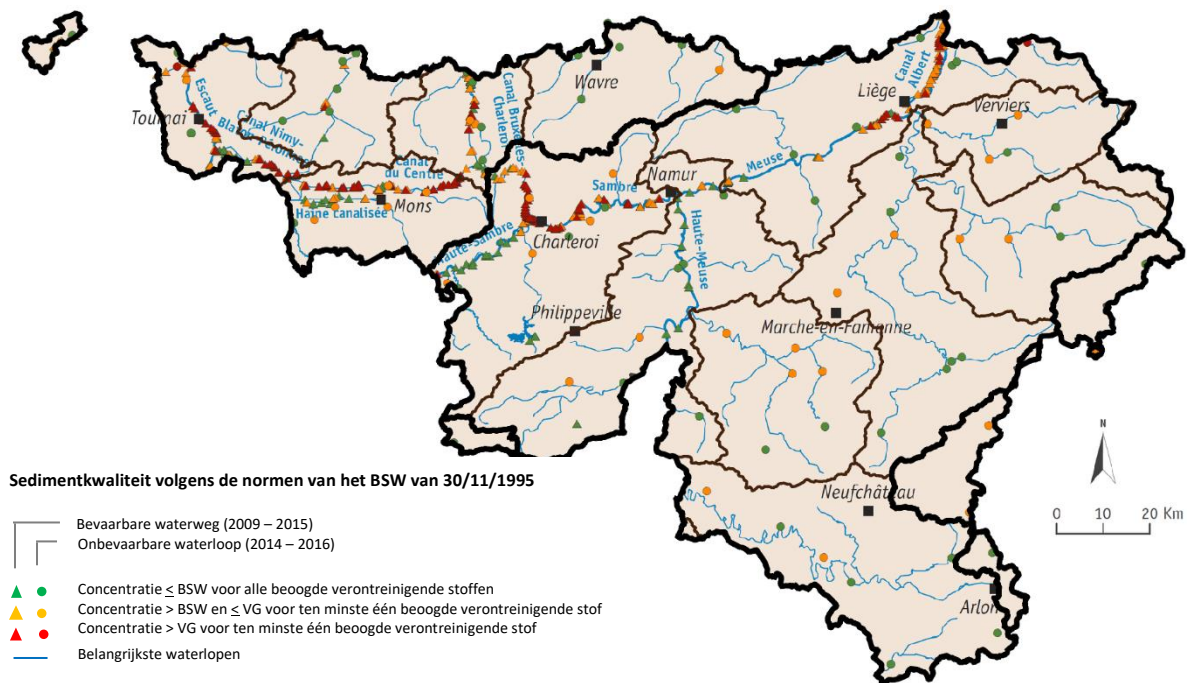 Wavre
Canal Bruxelles-
Charleroi
Canal
Albert
Liège
Verviers
Escaut
Tournai
Canal Nimy-
Blaton-Péronnes
Canal
du Centre
Meuse
Namur
Sambre
Mons
Haine canalisée
Charleroi
Haute-Sambre
Haute-Meuse
Philippeville
Marche-en-Famenne
N
Neufchâteau
0 10 20 Km
Arlon
Sedimentkwaliteit volgens de normen van het BSW van 30/11/1995
Bevaarbare waterweg (2009 – 2015)
Onbevaarbare waterloop (2014 – 2016)
Concentratie ≤ BSW voor alle beoogde verontreinigende stoffen
Concentratie > BSW en ≤ VG voor ten minste één beoogde verontreinigende stof
Concentratie > VG voor ten minste één beoogde verontreinigende stof
Belangrijkste waterlopen